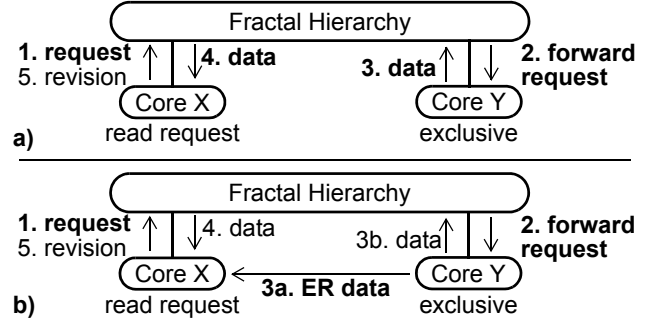 Fractal Hierarchy
1. request
5. revision
4. data
3. data
2. forward
request
Core X
Core Y
read request
exclusive
a)
Fractal Hierarchy
1. request
5. revision
4. data
3b. data
2. forward
request
Core X
Core Y
3a. ER data
read request
exclusive
b)